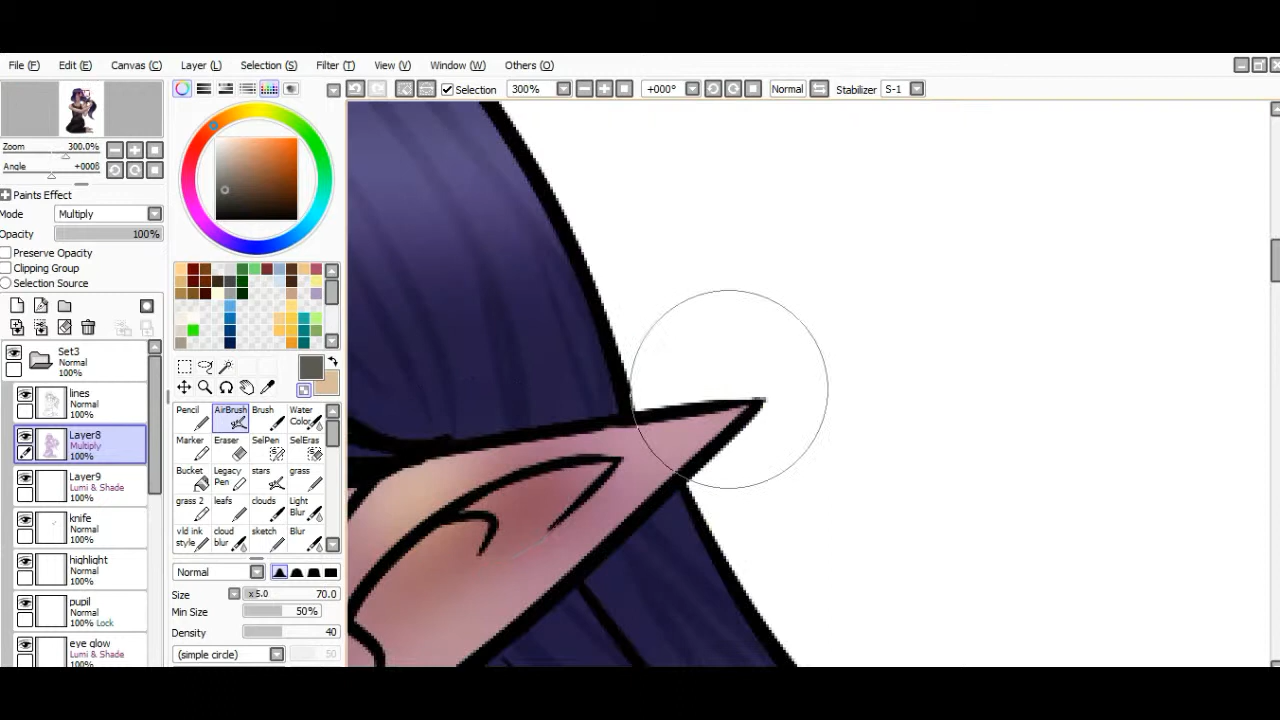 File (F) Edit (E) Canvas (C) Layer (L) Selection (S) Filter (T) View (V) Window (W) Others (O)
Selection 300% +000° Normal Stabilizer S-1
Zoom 300.0%
Angle +000θ
Paints Effect
Mode Multiply
Opacity 100%
Preserve Opacity
Clipping Group
Selection Source
Set3
Normal
100%
lines
Normal
100%
Layer8
Multiply
100%
Layer9
Lumi & Shade
100%
knife
Normal
100%
highlight
Normal
100%
pupil
Normal
100% Lock
eye glow
Lumi & Shade
100%
Pencil AirBrush Brush Water Color
Marker Eraser SelPen SelEras
Bucket Legacy Pen stars grass
grass 2 leafs clouds Light Blur
vld ink style cloud blur sketch Blur
Normal
Size x5.0 70.0
Min Size 50%
Density 40
(simple circle) 50